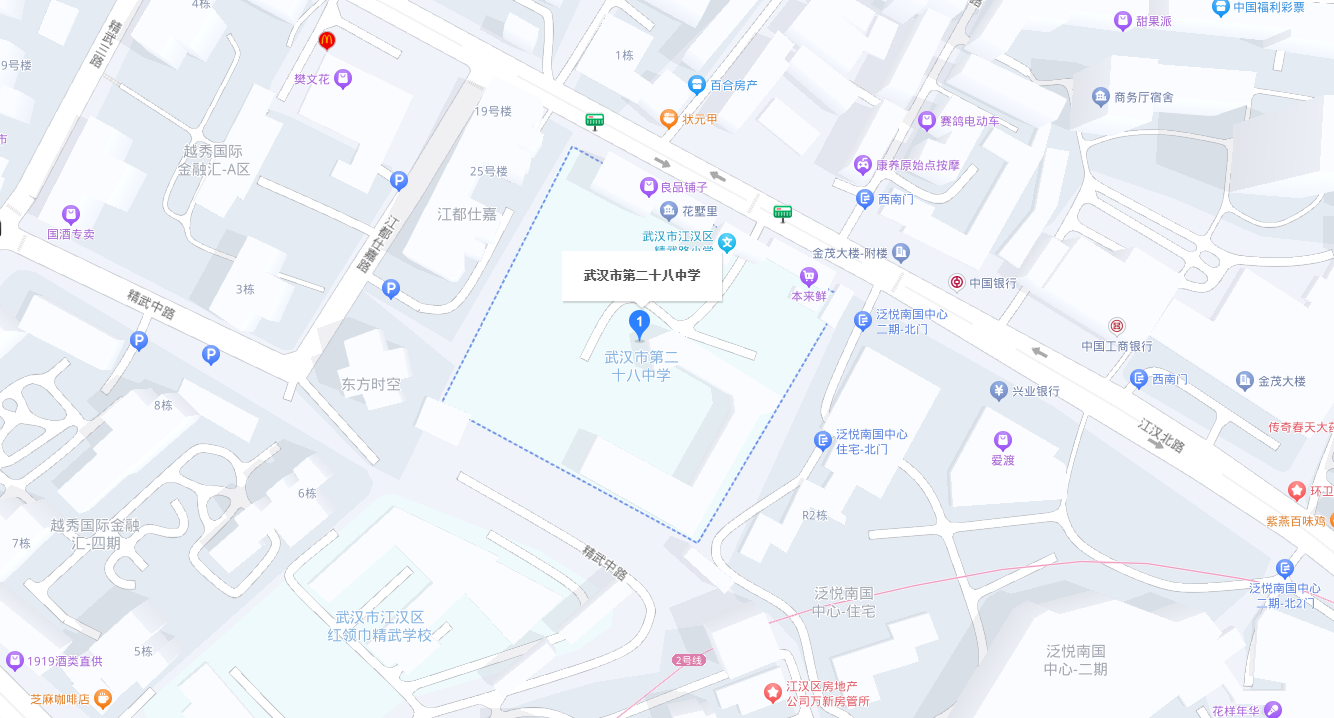 4栋
中国福利彩票
甜果派
精武三路
1栋
9号楼
樊文花
百合房产
商务厅宿舍
19号楼
状元甲
赛鸽电动车
市
越秀国际
金融汇-A区
25号楼
康养原始点按摩
P
良品铺子
西南门
江都仕嘉
花墅里
国酒专卖
江都仕嘉路
武汉市江汉区
精武路小学
文
金茂大楼-附楼
武汉市第二十八中学
中国银行
3栋
P
本来鲜
精武中路
泛悦南国中心
二期-北门
1
P
P
中国工商银行
武汉市第二
十八中学
东方时空
西南门
金茂大楼
兴业银行
8栋
江汉北路
传奇春天大药
泛悦南国中心
住宅-北门
爱渡
6栋
环卫
R2栋
紫燕百味鸡
越秀国际金融
汇-四期
7栋
精武中路
泛悦南国中心
二期-北2门
泛悦南国
中心-住宅
武汉市江汉区
红领巾精武学校
5栋
1919酒类直供
2号线
泛悦南国
中心-二期
江汉区房地产
公司万新房管所
芝麻咖啡店
花样年华